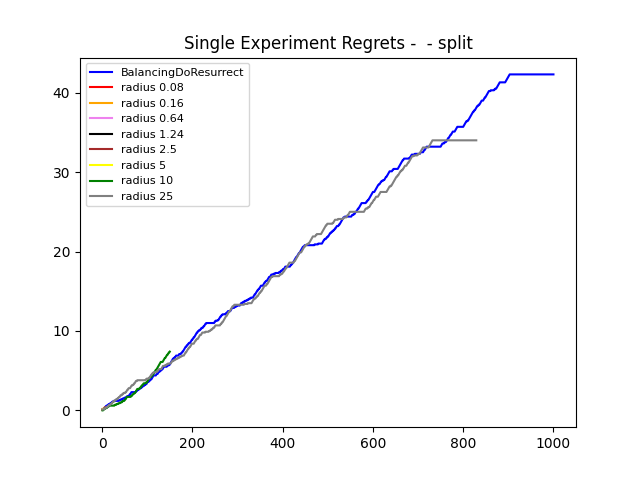 Single Experiment Regrets -  - split
BalancingDoResurrect
radius 0.08
radius 0.16
radius 0.64
radius 1.24
radius 2.5
radius 5
radius 10
radius 25
40
30
20
10
0
0 200 400 600 800 1000